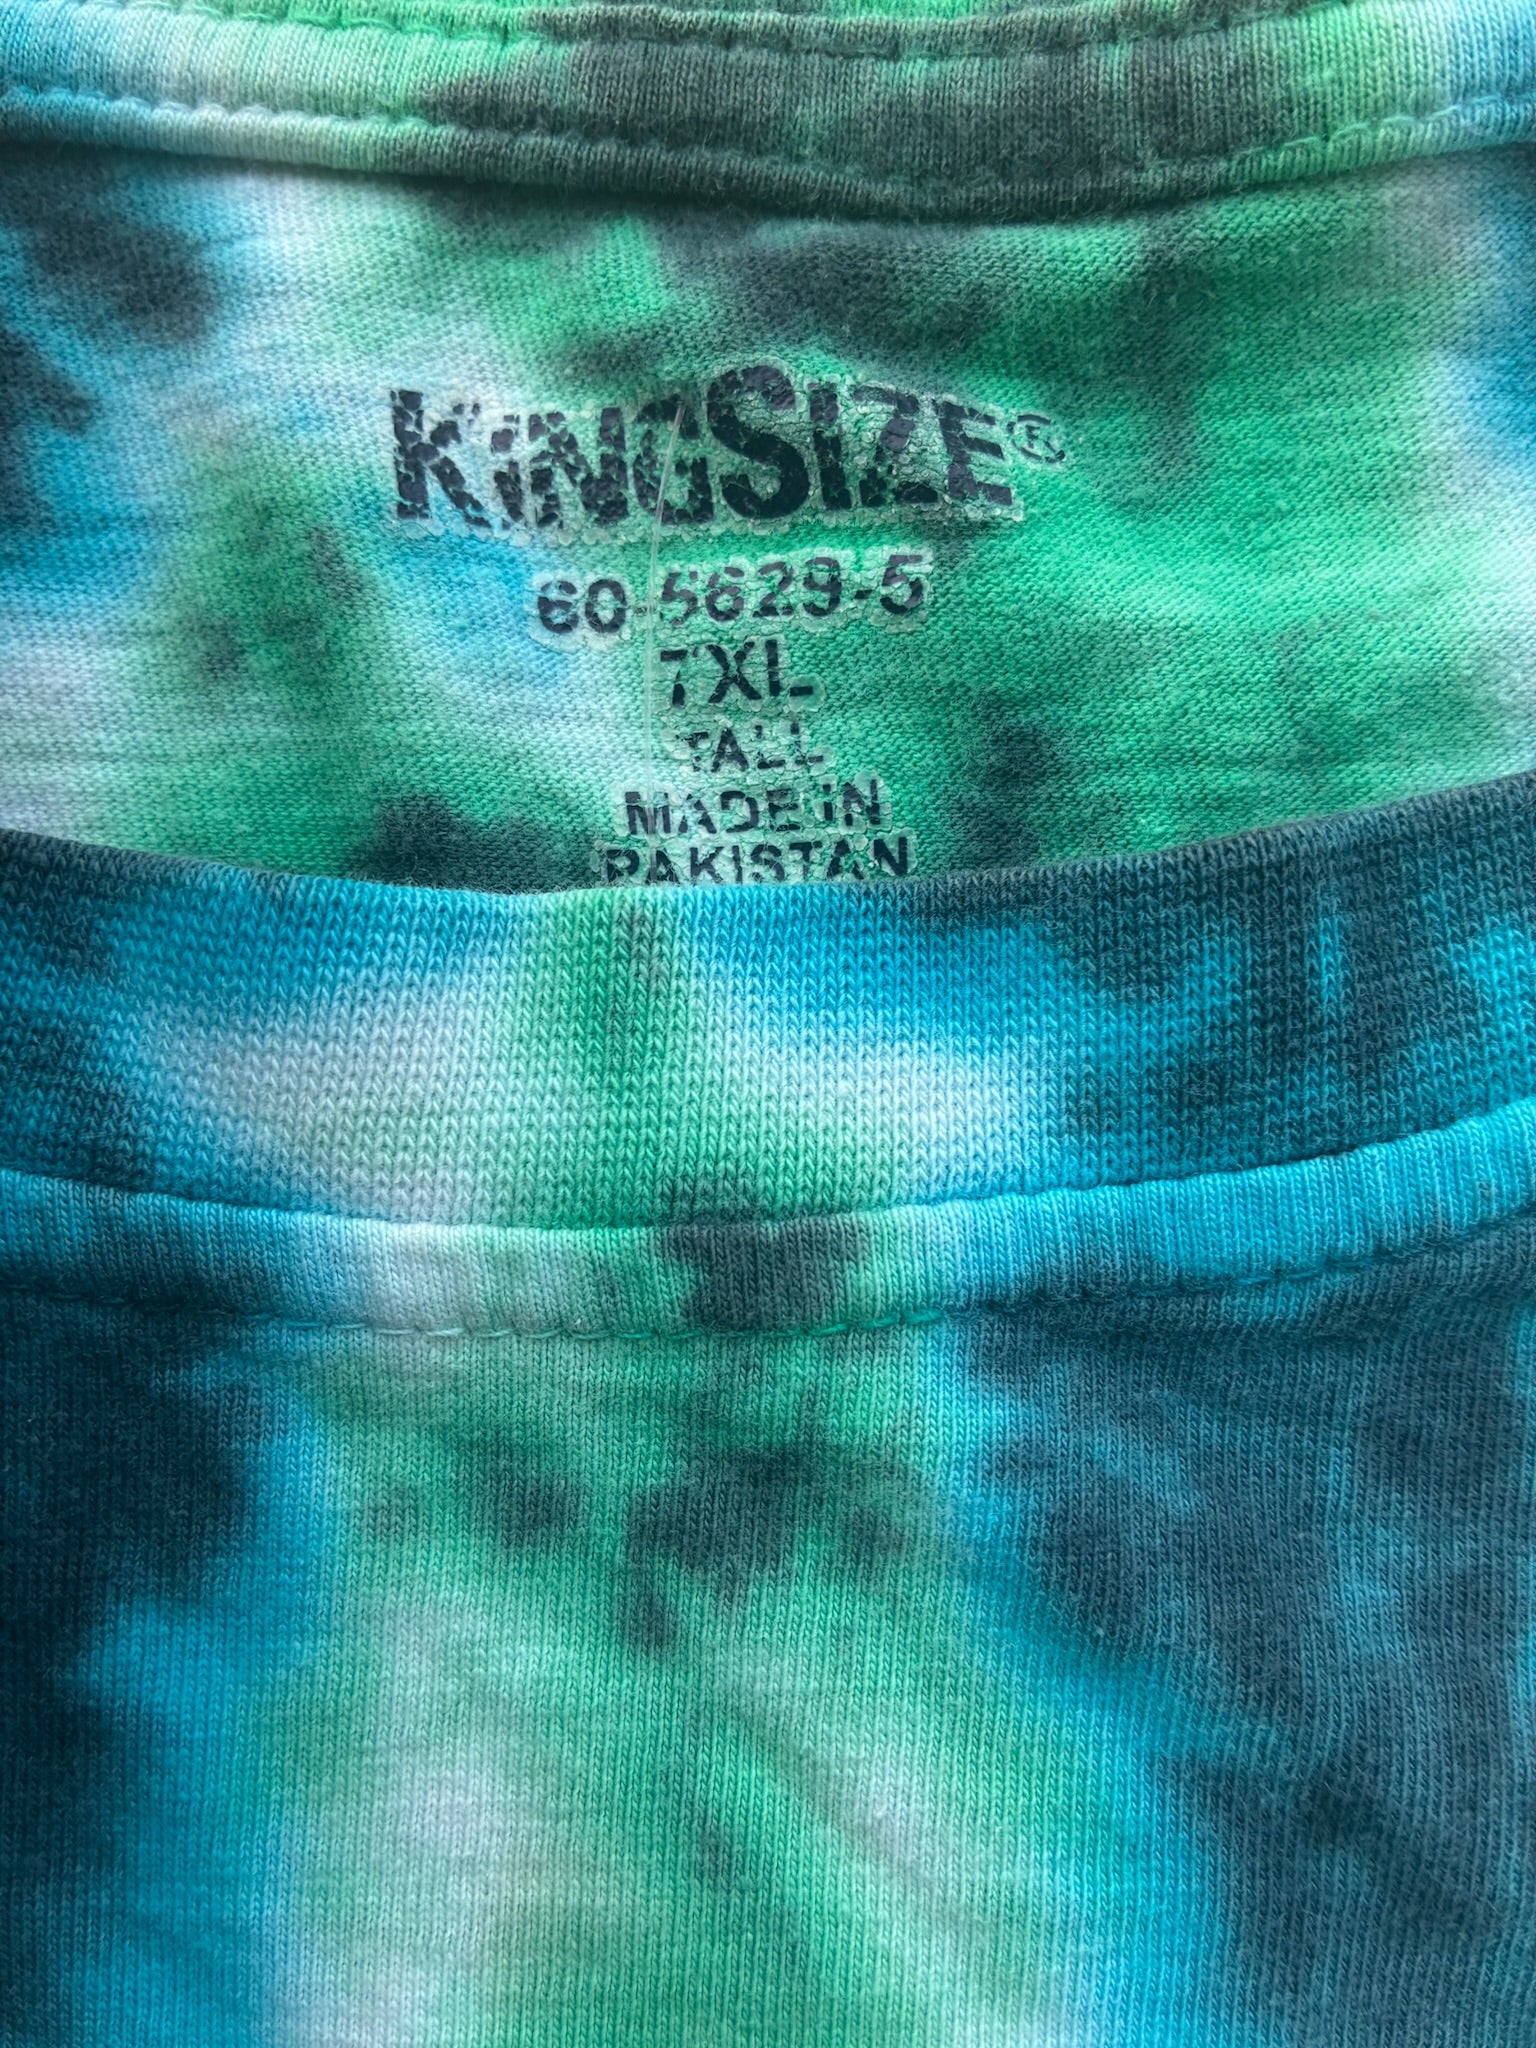 KiNGSIZE®
60-5629-5
7XL
TALL
MADE IN
PAKISTAN